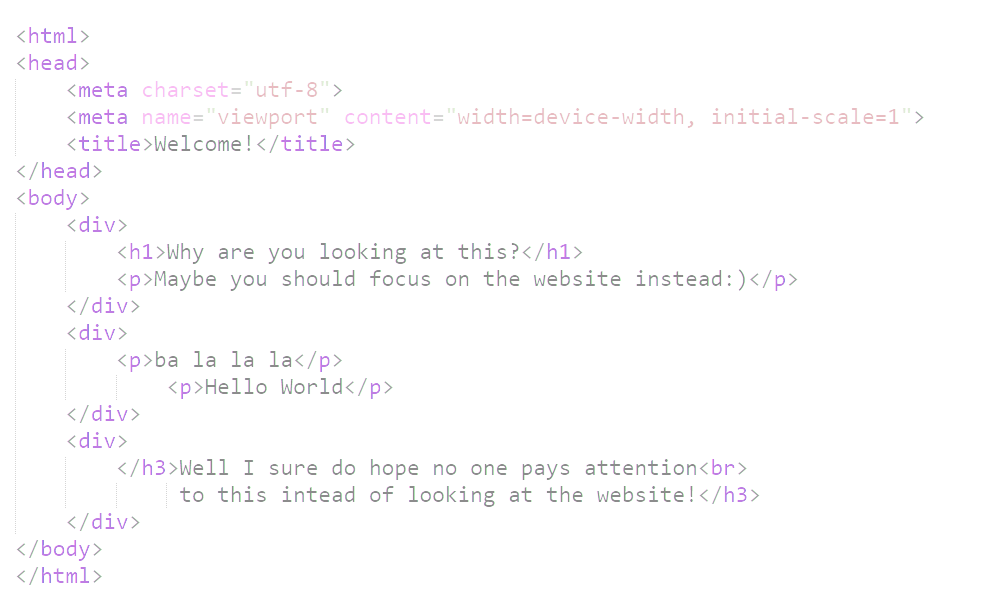 <html>
<head>
    <meta charset="utf-8">
    <meta name="viewport" content="width=device-width, initial-scale=1">
    <title>Welcome!</title>
</head>
<body>
    <div>
        <h1>Why are you looking at this?</h1>
        <p>Maybe you should focus on the website instead:)</p>
    </div>
    <div>
        <p>ba la la la</p>
            <p>Hello World</p>
    </div>
    <div>
        </h3>Well I sure do hope no one pays attention<br>
             to this intead of looking at the website!</h3>
    </div>
</body>
</html>